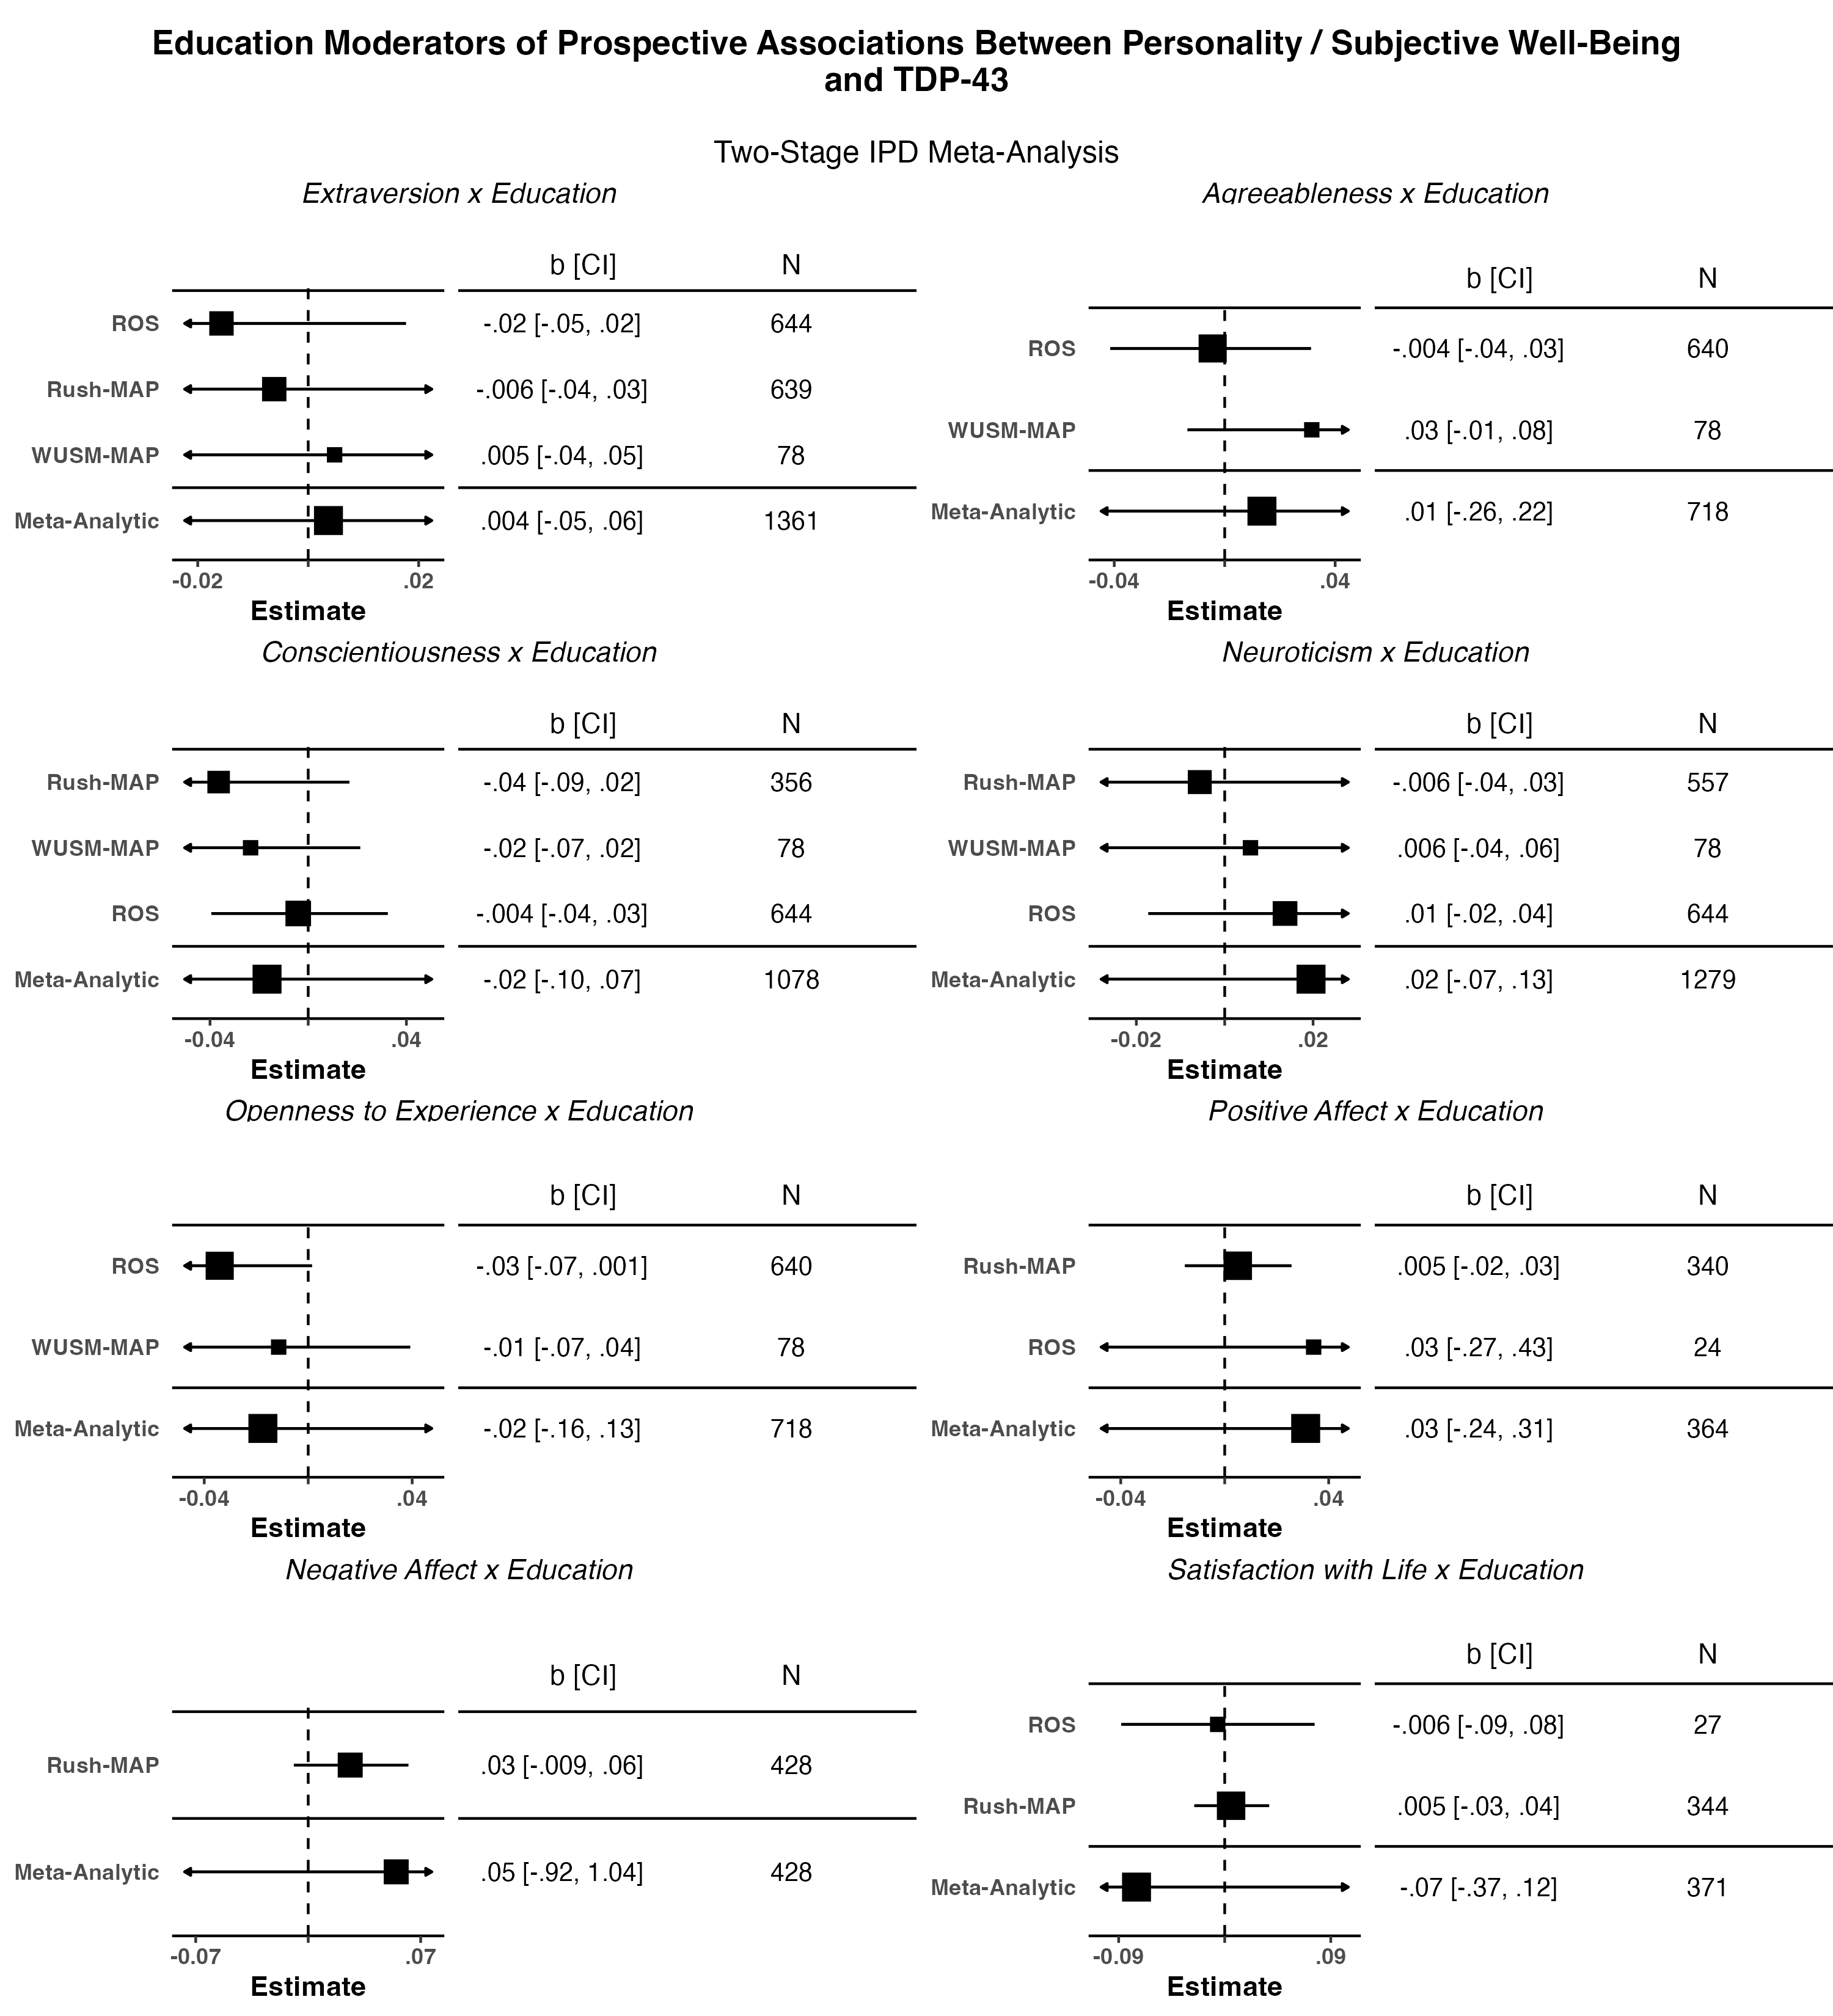 Education Moderators of Prospective Associations Between Personality / Subjective Well-Being
and TDP-43
Two-Stage IPD Meta-Analysis
Extraversion x Education
b [CI] N
ROS -.02 [-.05, .02] 644
Rush-MAP -.006 [-.04, .03] 639
WUSM-MAP .005 [-.04, .05] 78
Meta-Analytic .004 [-.05, .06] 1361
-0.02 .02
Estimate
Agreeableness x Education
b [CI] N
ROS -.004 [-.04, .03] 640
WUSM-MAP .03 [-.01, .08] 78
Meta-Analytic .01 [-.26, .22] 718
-0.04 .04
Estimate
Conscientiousness x Education
b [CI] N
Rush-MAP -.04 [-.09, .02] 356
WUSM-MAP -.02 [-.07, .02] 78
ROS -.004 [-.04, .03] 644
Meta-Analytic -.02 [-.10, .07] 1078
-0.04 .04
Estimate
Neuroticism x Education
b [CI] N
Rush-MAP -.006 [-.04, .03] 557
WUSM-MAP .006 [-.04, .06] 78
ROS .01 [-.02, .04] 644
Meta-Analytic .02 [-.07, .13] 1279
-0.02 .02
Estimate
Openness to Experience x Education
b [CI] N
ROS -.03 [-.07, .001] 640
WUSM-MAP -.01 [-.07, .04] 78
Meta-Analytic -.02 [-.16, .13] 718
-0.04 .04
Estimate
Positive Affect x Education
b [CI] N
Rush-MAP .005 [-.02, .03] 340
ROS .03 [-.27, .43] 24
Meta-Analytic .03 [-.24, .31] 364
-0.04 .04
Estimate
Negative Affect x Education
b [CI] N
Rush-MAP .03 [-.009, .06] 428
Meta-Analytic .05 [-.92, 1.04] 428
-0.07 .07
Estimate
Satisfaction with Life x Education
b [CI] N
ROS -.006 [-.09, .08] 27
Rush-MAP .005 [-.03, .04] 344
Meta-Analytic -.07 [-.37, .12] 371
-0.09 .09
Estimate